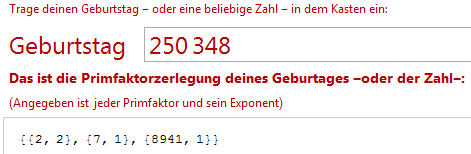 Trage deinen Geburtstag – oder eine beliebige Zahl – in dem Kasten ein:
Geburtstag 250 348
Das ist die Primfaktorzerlegung deines Geburtages –oder der Zahl–:
(Angegeben ist jeder Primfaktor und sein Exponent)
{{2, 2}, {7, 1}, {8941, 1}}